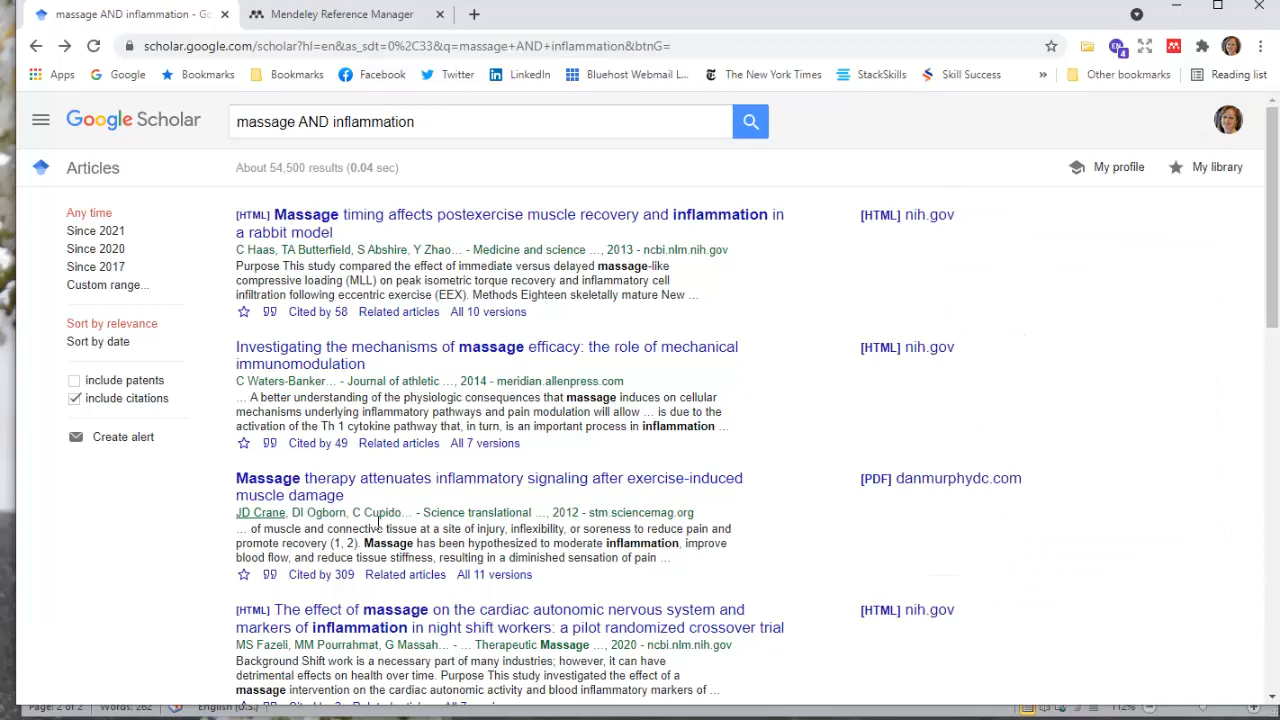 massage AND inflammation - Go
Mendeley Reference Manager
scholar.google.com/scholar?hl=en&as_sdt=0%2C33&q=massage+AND+inflammation&btnG=
EN
4
Apps
Google
Bookmarks
Bookmarks
Facebook
Twitter
LinkedIn
Bluehost Webmail L...
The New York Times
StackSkills
Skill Success
»
Other bookmarks
Reading list
Google Scholar
massage AND inflammation
Articles
About 54,500 results (0.04 sec)
My profile
My library
Any time
Since 2021
Since 2020
Since 2017
Custom range...
Sort by relevance
Sort by date
include patents
include citations
Create alert
[HTML] Massage timing affects postexercise muscle recovery and inflammation in
a rabbit model
[HTML] nih.gov
C Haas, TA Butterfield, S Abshire, Y Zhao... - Medicine and science ..., 2013 - ncbi.nlm.nih.gov
Purpose This study compared the effect of immediate versus delayed massage-like
compressive loading (MLL) on peak isometric torque recovery and inflammatory cell
infiltration following eccentric exercise (EEX). Methods Eighteen skeletally mature New ...
Cited by 58 Related articles All 10 versions
Investigating the mechanisms of massage efficacy: the role of mechanical
immunomodulation
[HTML] nih.gov
C Waters-Banker... - Journal of athletic ..., 2014 - meridian.allenpress.com
... A better understanding of the physiologic consequences that massage induces on cellular
mechanisms underlying inflammatory pathways and pain modulation will allow ... is due to the
activation of the Th 1 cytokine pathway that, in turn, is an important process in inflammation ...
Cited by 49 Related articles All 7 versions
Massage therapy attenuates inflammatory signaling after exercise-induced
muscle damage
[PDF] danmurphydc.com
JD Crane, DI Ogborn, C Cupido... - Science translational ..., 2012 - stm.sciencemag.org
... of muscle and connective tissue at a site of injury, inflexibility, or soreness to reduce pain and
promote recovery (1, 2). Massage has been hypothesized to moderate inflammation, improve
blood flow, and reduce tissue stiffness, resulting in a diminished sensation of pain ...
Cited by 309 Related articles All 11 versions
[HTML] The effect of massage on the cardiac autonomic nervous system and
markers of inflammation in night shift workers: a pilot randomized crossover trial
[HTML] nih.gov
MS Fazeli, MM Pourrahmat, G Massah... - ... Therapeutic Massage ..., 2020 - ncbi.nlm.nih.gov
Background Shift work is a necessary part of many industries; however, it can have
detrimental effects on health over time. Purpose This study investigated the effect of a
massage intervention on the cardiac autonomic activity and blood inflammatory markers of ...
Page: 2 of 2 Words: 262 English (U.S.) 112%